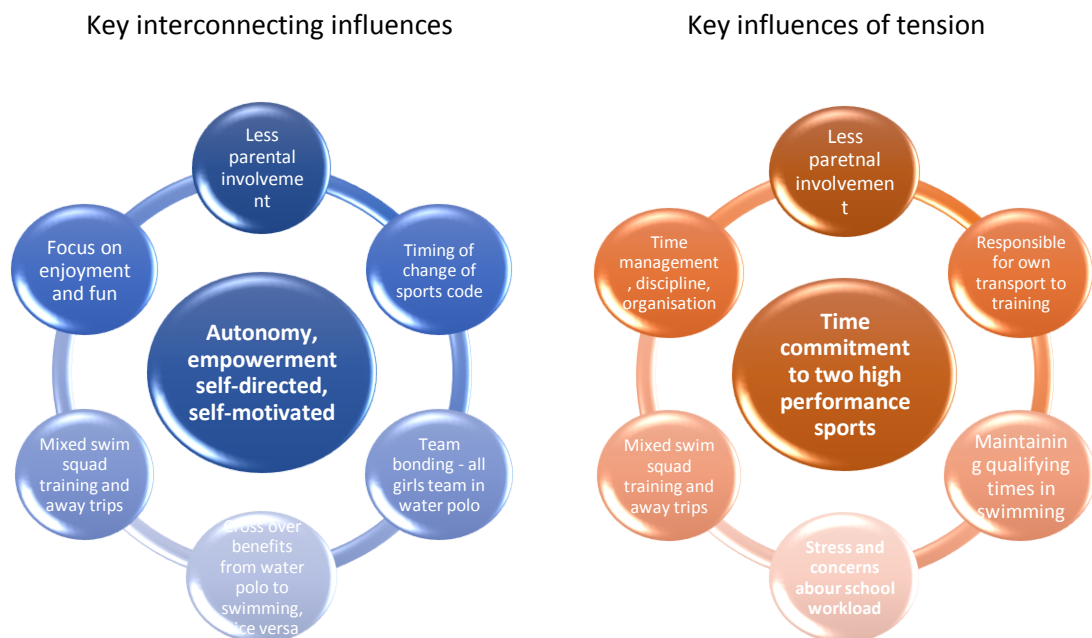 Key interconnecting influences
Less
parental
involveme
nt
Timing of
change of
sports code
Team
bonding - all
girls team in
water polo
Cross over
benefits
from water
polo to
swimming,
vice versa
Mixed swim
squad
training and
away trips
Focus on
enjoyment
and fun
Autonomy,
empowerment
self-directed,
self-motivated
Key influences of tension
Less
paretnal
involvemen
t
Responsible
for own
transport to
training
Maintainin
g qualifying
times in
swimming
Stress and
concerns
abour school
workload
Mixed swim
squad
training and
away trips
Time
management
, discipline,
organisation
Time
commitment
to two high
performance
sports